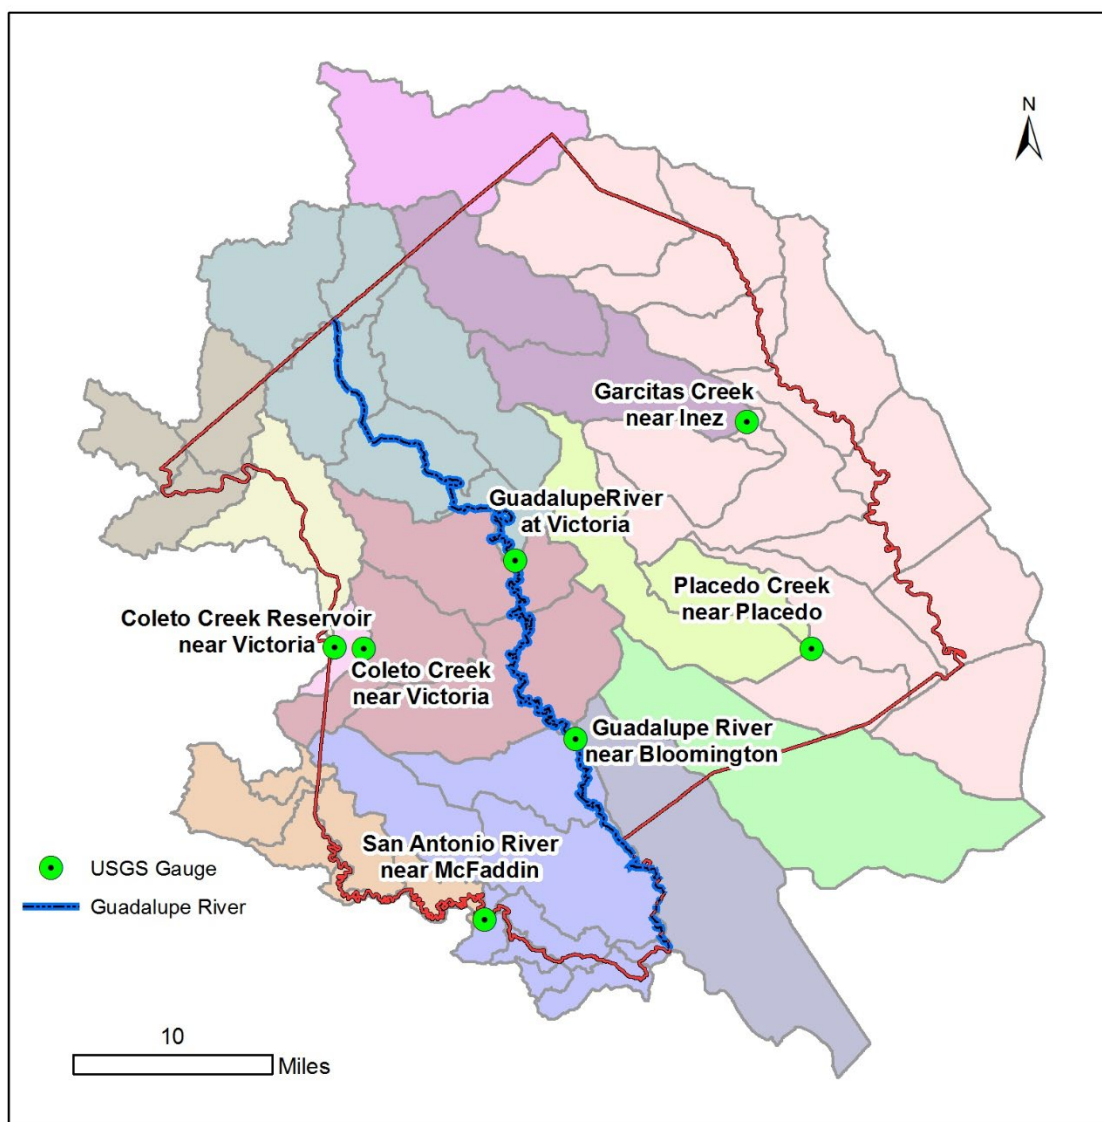 N
Garcitas Creek
near Inez
GuadalupeRiver
at Victoria
Placedo Creek
near Placedo
Coleto Creek Reservoir
near Victoria
Coleto Creek
near Victoria
Guadalupe River
near Bloomington
San Antonio River
near McFaddin
USGS Gauge
Guadalupe River
10
Miles